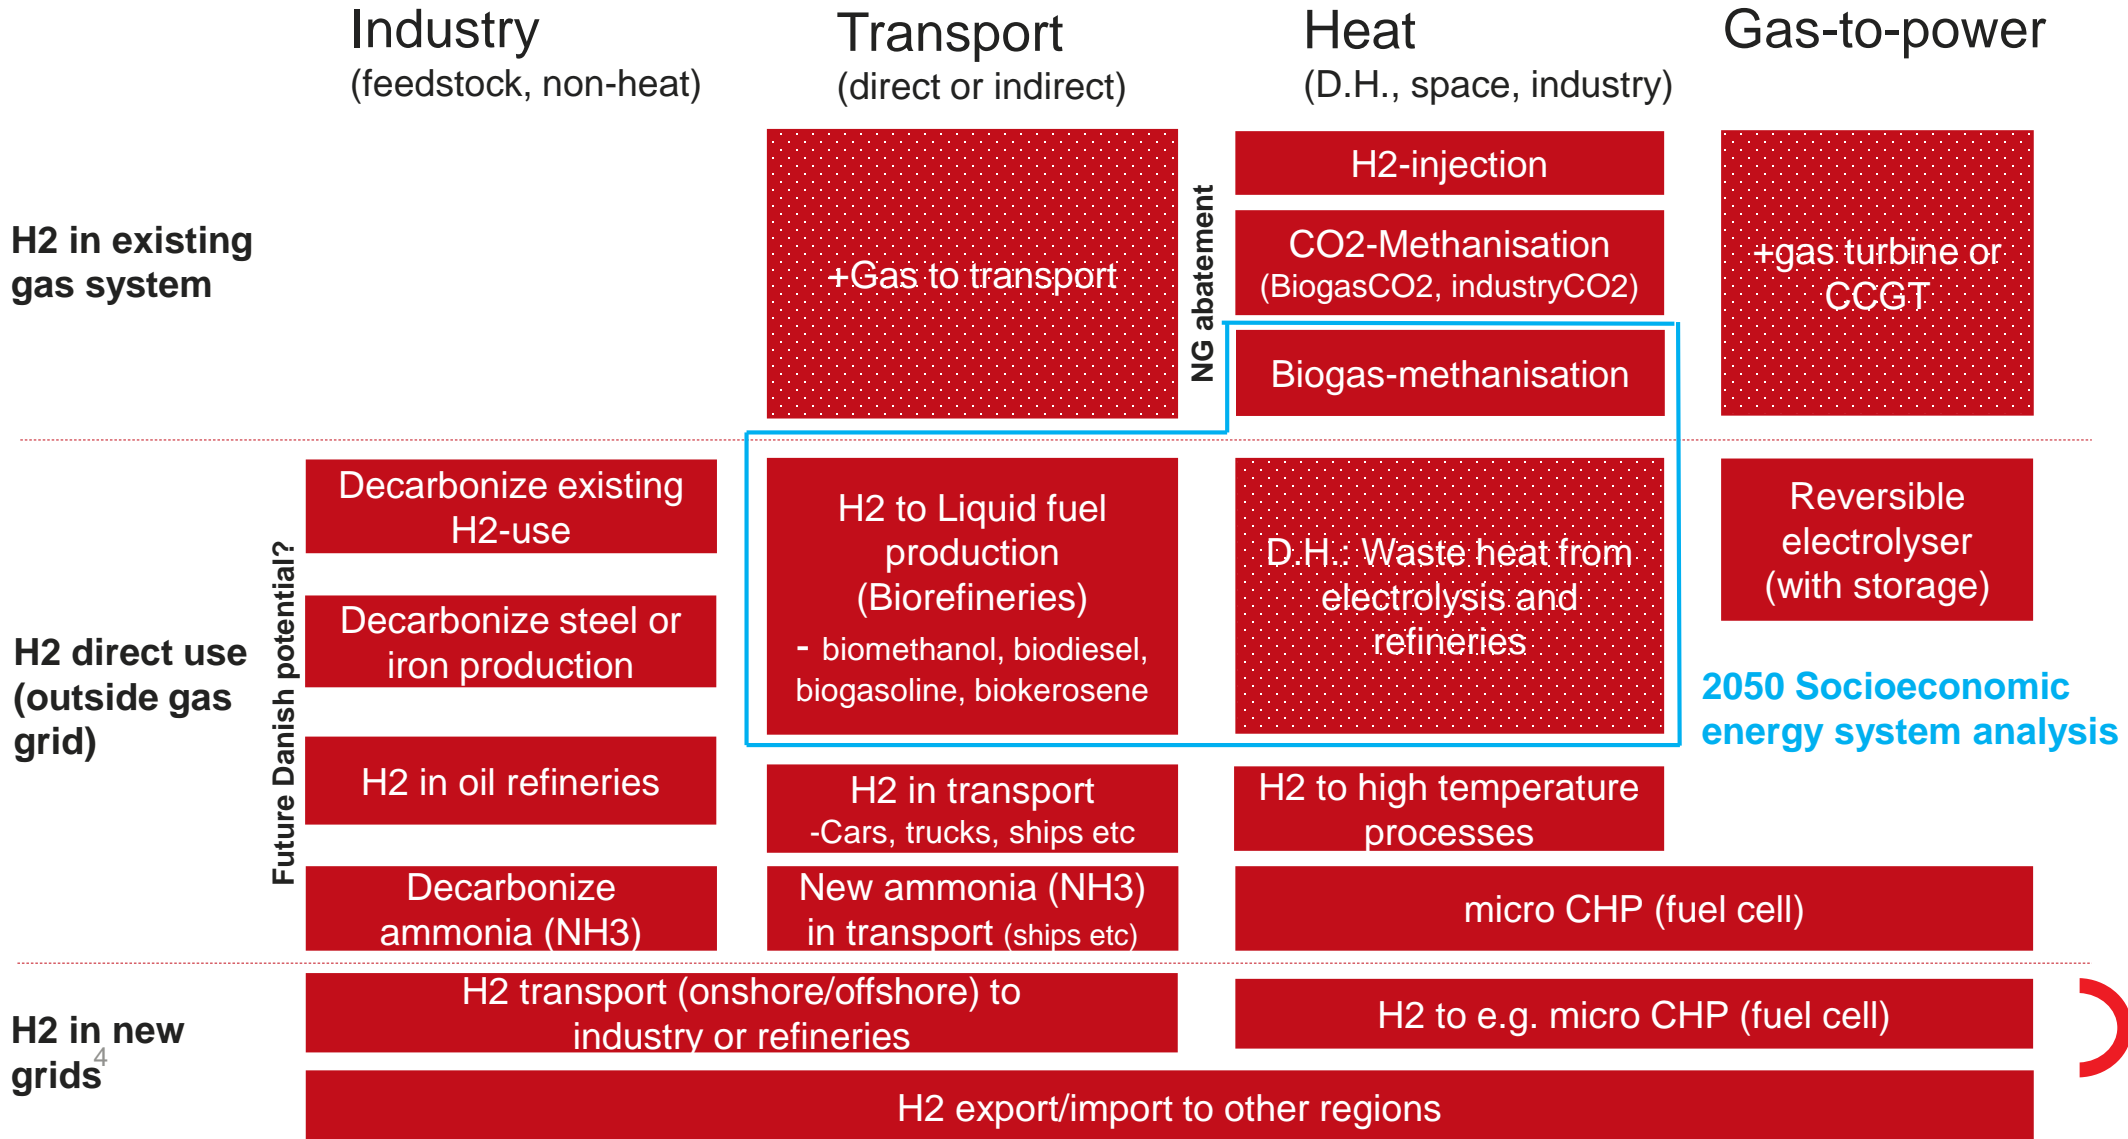 Industry
(feedstock, non-heat)
Transport
(direct or indirect)
Heat
(D.H., space, industry)
Gas-to-power
H2 in existing
gas system
+Gas to transport
NG abatement
H2-injection
CO2-Methanisation
(BiogasCO2, industryCO2)
Biogas-methanisation
+gas turbine or
CCGT
H2 direct use
(outside gas
grid)
Future Danish potential?
Decarbonize existing
H2-use
Decarbonize steel or
iron production
H2 in oil refineries
Decarbonize
ammonia (NH3)
H2 to Liquid fuel
production
(Biorefineries)
- biomethanol, biodiesel,
biogasoline, biokerosene
H2 in transport
-Cars, trucks, ships etc
New ammonia (NH3)
in transport (ships etc)
D.H.: Waste heat from
electrolysis and
refineries
H2 to high temperature
processes
Reversible
electrolyser
(with storage)
2050 Socioeconomic
energy system analysis
micro CHP (fuel cell)
H2 in new
grids
4
H2 transport (onshore/offshore) to
industry or refineries
H2 to e.g. micro CHP (fuel cell)
H2 export/import to other regions